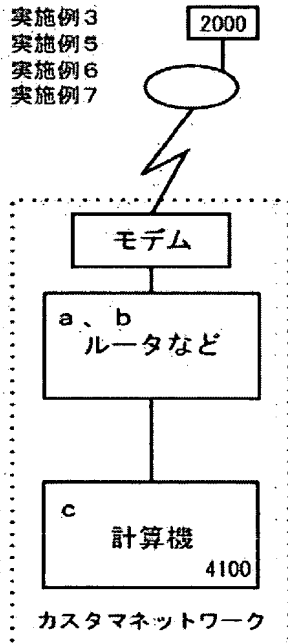 実施例3
実施例5
実施例6
実施例7
2000
モデム
a、b
ルータなど
c
計算機
4100
カスタマネットワーク